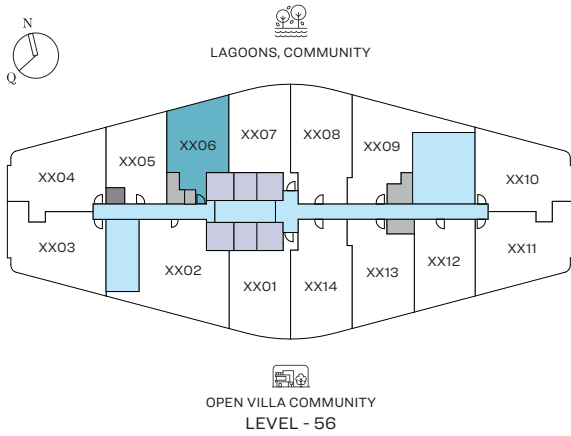 N
Q
LAGOONS, COMMUNITY
XX07
XX08
XX06
XX09
XX05
XX04
XX10
XX03
XX11
XX02
XX12
XX13
XX01
XX14
OPEN VILLA COMMUNITY
LEVEL - 56